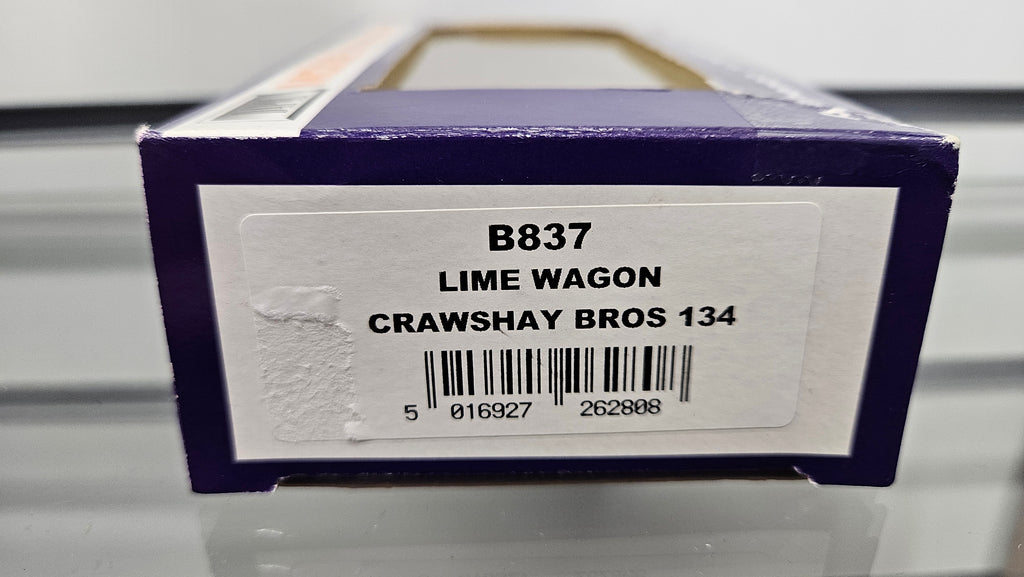 B837
LIME WAGON
CRAWSHAY BROS 134
5 016927 262808